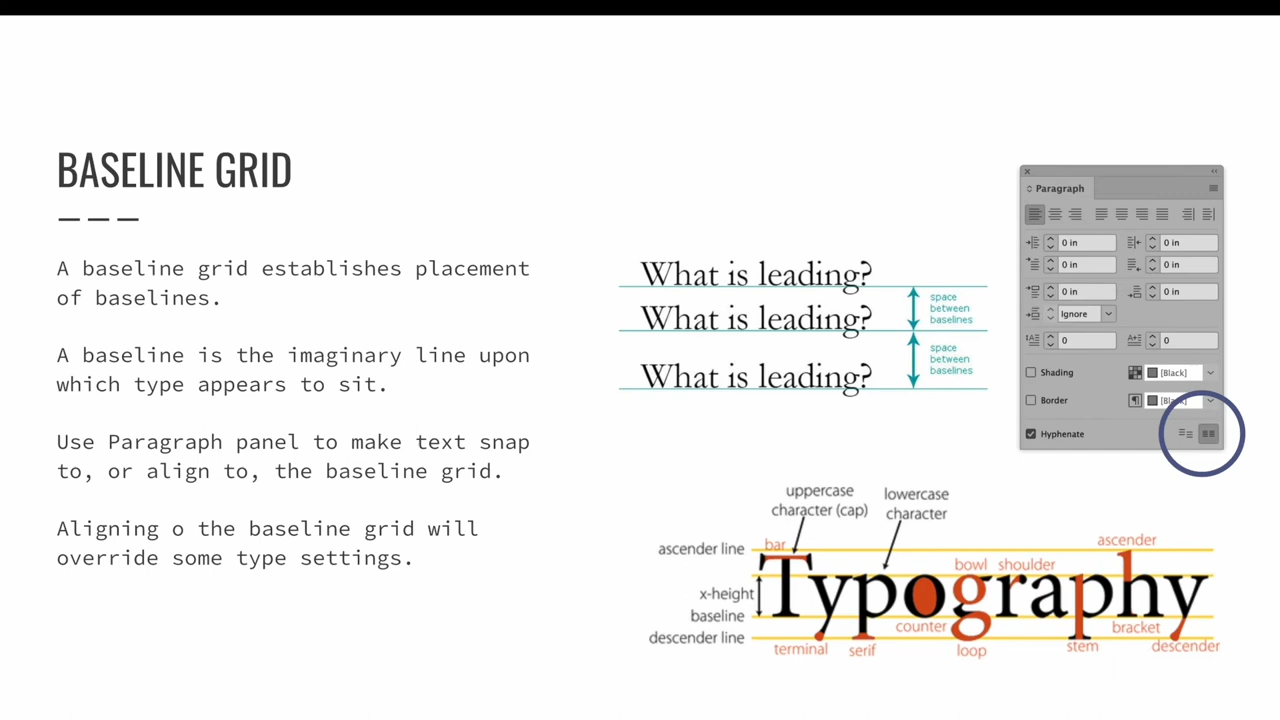 BASELINE GRID
A baseline grid establishes placement
of baselines.
A baseline is the imaginary line upon
which type appears to sit.
Use Paragraph panel to make text snap
to, or align to, the baseline grid.
Aligning o the baseline grid will
override some type settings.
What is leading?
What is leading?
What is leading?
space
between
baselines
space
between
baselines
Paragraph
0 in
0 in
0 in
0 in
0 in
0 in
Ignore
0
0
Shading
[Black]
Border
[Black]
Hyphenate
uppercase
character (cap)
lowercase
character
ascender line
x-height
baseline
descender line
bar
bowl
shoulder
ascender
Typography
counter
bracket
terminal
serif
loop
stem
descender